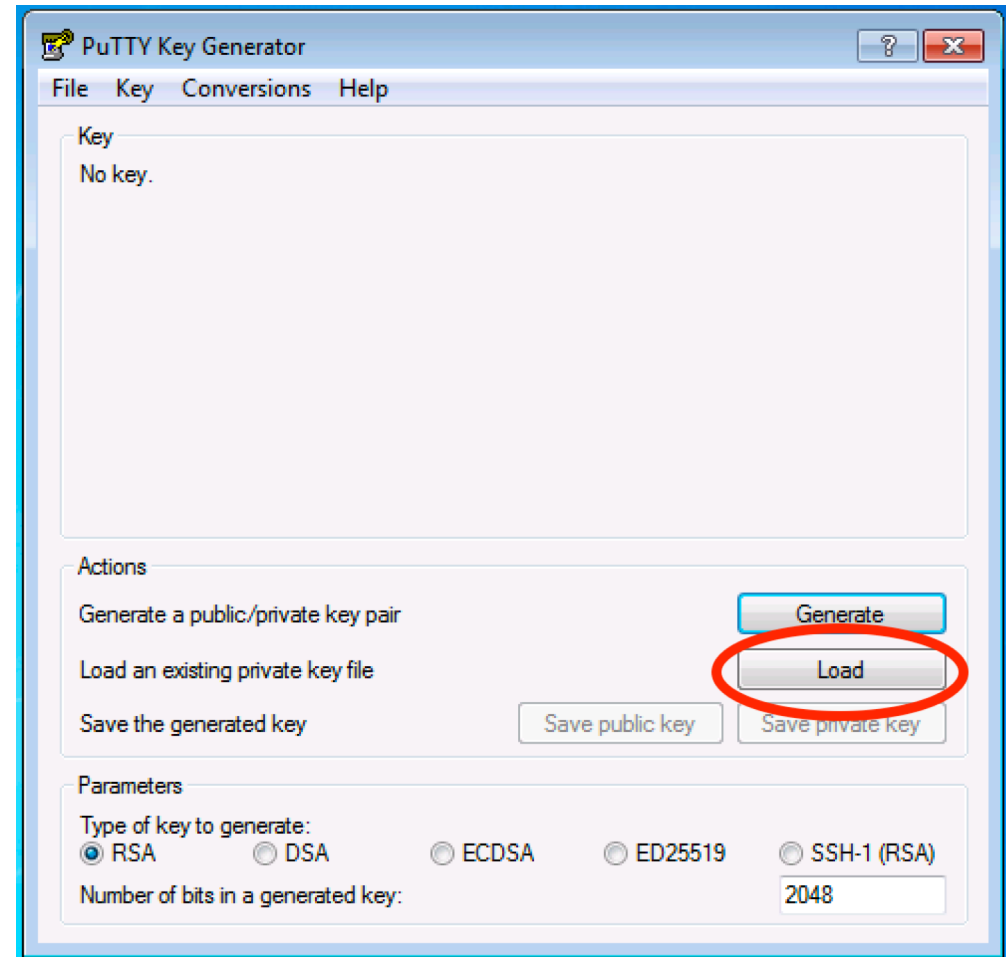 PuTTY Key Generator
?
File Key Conversions Help
Key
No key.
Actions
Generate a public/private key pair Generate
Load an existing private key file Load
Save the generated key Save public key Save private key
Parameters
Type of key to generate:
RSA DSA ECDSA ED25519 SSH-1 (RSA)
Number of bits in a generated key: 2048